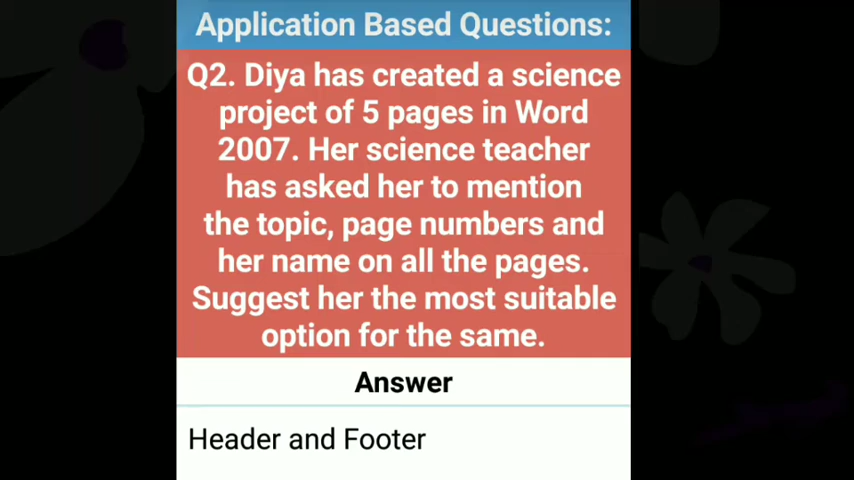 Application Based Questions:
Q2. Diya has created a science
project of 5 pages in Word
2007. Her science teacher
has asked her to mention
the topic, page numbers and
her name on all the pages.
Suggest her the most suitable
option for the same.
Answer
Header and Footer